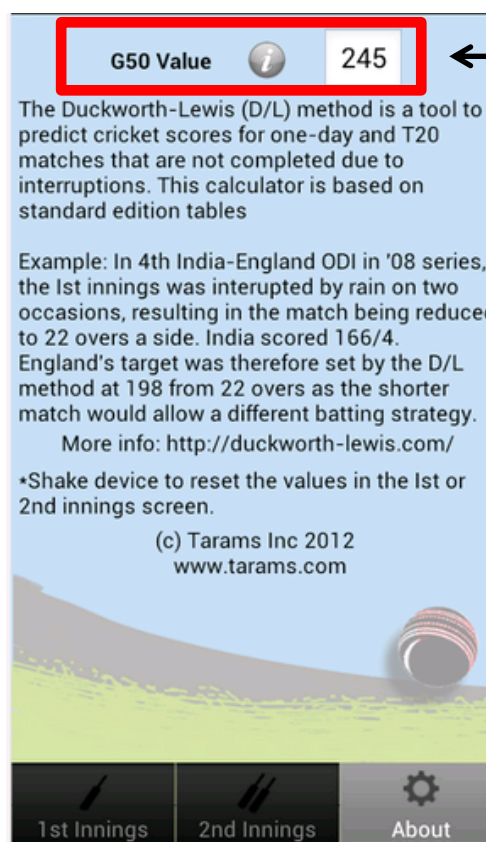 G50 Value i 245
The Duckworth-Lewis (D/L) method is a tool to
predict cricket scores for one-day and T20
matches that are not completed due to
interruptions. This calculator is based on
standard edition tables
Example: In 4th India-England ODI in '08 series,
the Ist innings was interupted by rain on two
occasions, resulting in the match being reduced
to 22 overs a side. India scored 166/4.
England's target was therefore set by the D/L
method at 198 from 22 overs as the shorter
match would allow a different batting strategy.
More info: http://duckworth-lewis.com/
*Shake device to reset the values in the Ist or
2nd innings screen.
(c) Tarams Inc 2012
www.tarams.com
1st Innings 2nd Innings About